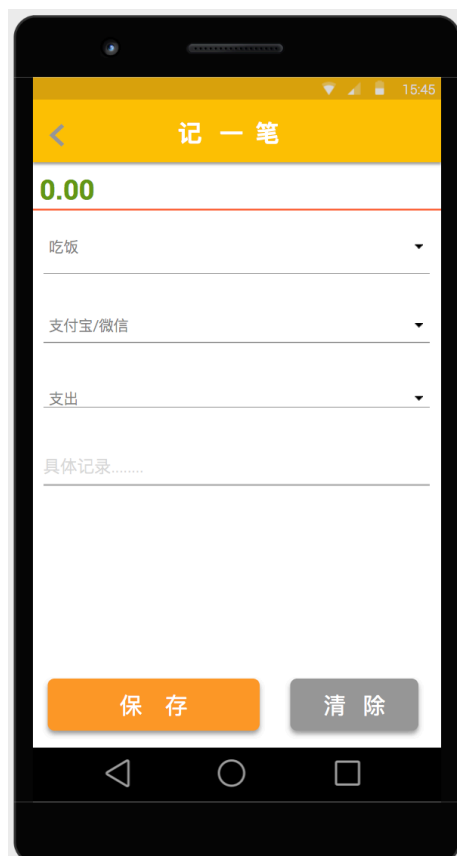 15:45
记 一 笔
0.00
吃饭
支付宝/微信
支出
具体记录........
保 存
清 除